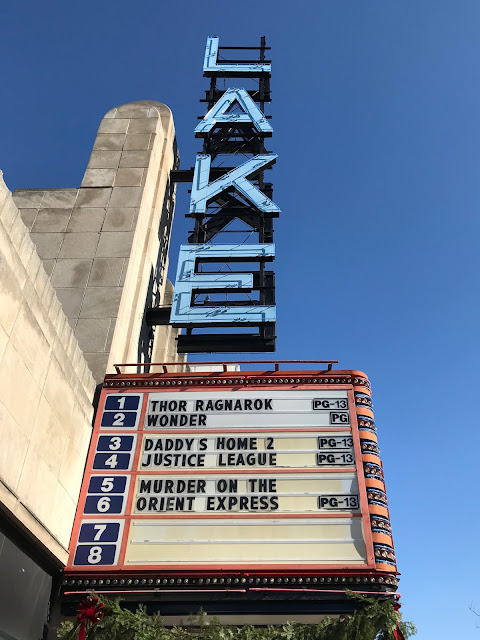 LAKE
1 THOR RAGNAROK PG-13
2 WONDER PG
3 DADDY'S HOME 2 PG-13
4 JUSTICE LEAGUE PG-13
5 MURDER ON THE
6 ORIENT EXPRESS PG-13
7
8